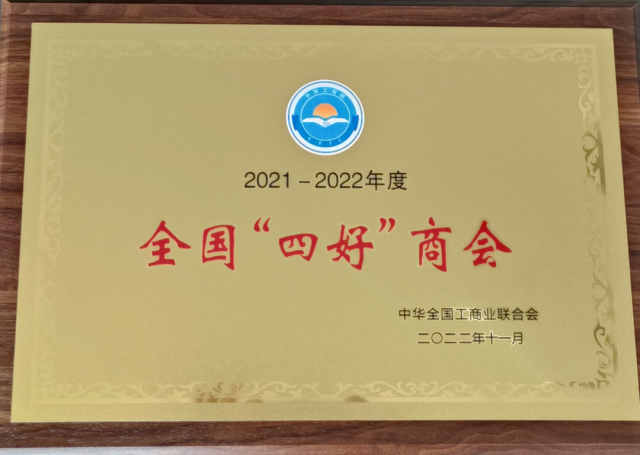 2021－2022年度
全国“四好”商会
中华全国工商业联合会
二〇二二年十一月